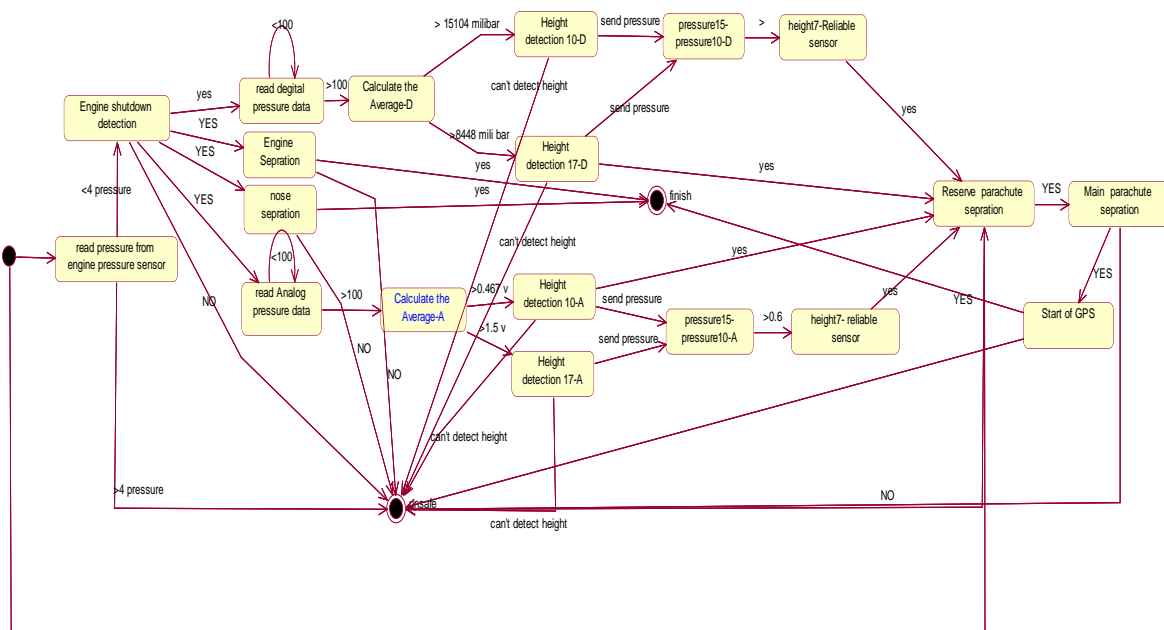 <100
> 15104 milibar
Height
detection 10-D
send pressure
pressure15-
pressure10-D
>
height7-Reliable
sensor
Engine shutdown
detection
yes
read degital
pressure data
>100
Calculate the
Average-D
can't detect height
send pressure
yes
YES
Engine
Sepration
>8448 mili bar
Height
detection 17-D
yes
yes
YES
nose
sepration
yes
finish
Reserve parachute
sepration
YES
Main parachute
sepration
<4 pressure
YES
read pressure from
engine pressure sensor
<100
can't detect height
yes
read Analog
pressure data
>100
Calculate the
Average-A
>0.467 v
Height
detection 10-A
send pressure
yes
YES
YES
NO
>1.5 v
pressure15-
pressure10-A
>0.6
height7- reliable
sensor
Start of GPS
send pressure
NO
NO
Height
detection 17-A
can't detect height
>4 pressure
unsafe
NO
can't detect height